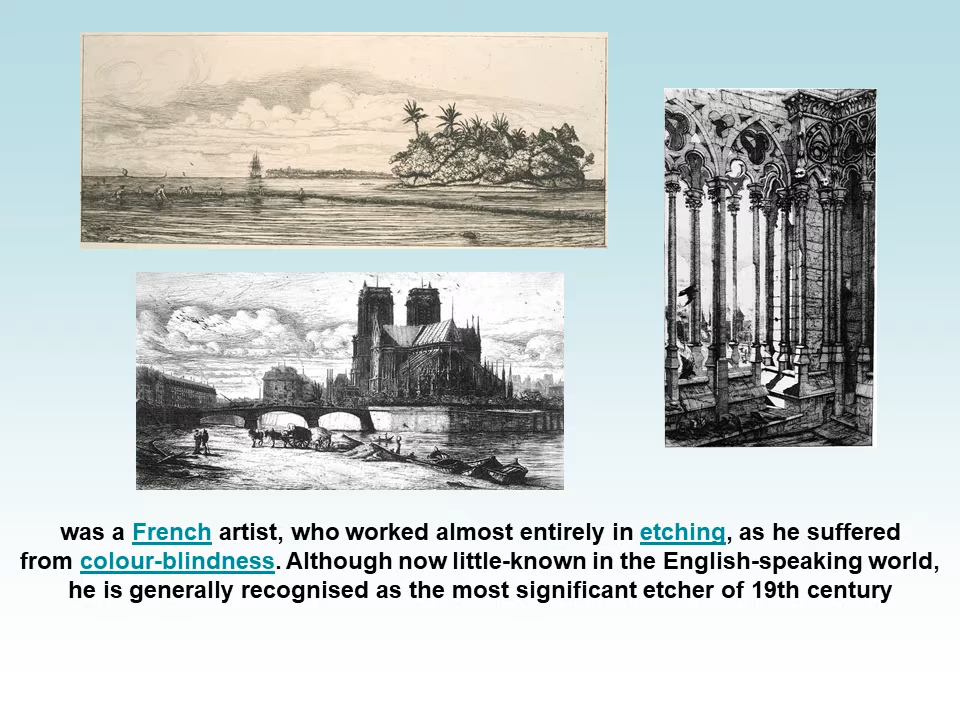 was a French artist, who worked almost entirely in etching, as he suffered
from colour-blindness. Although now little-known in the English-speaking world,
he is generally recognised as the most significant etcher of 19th century